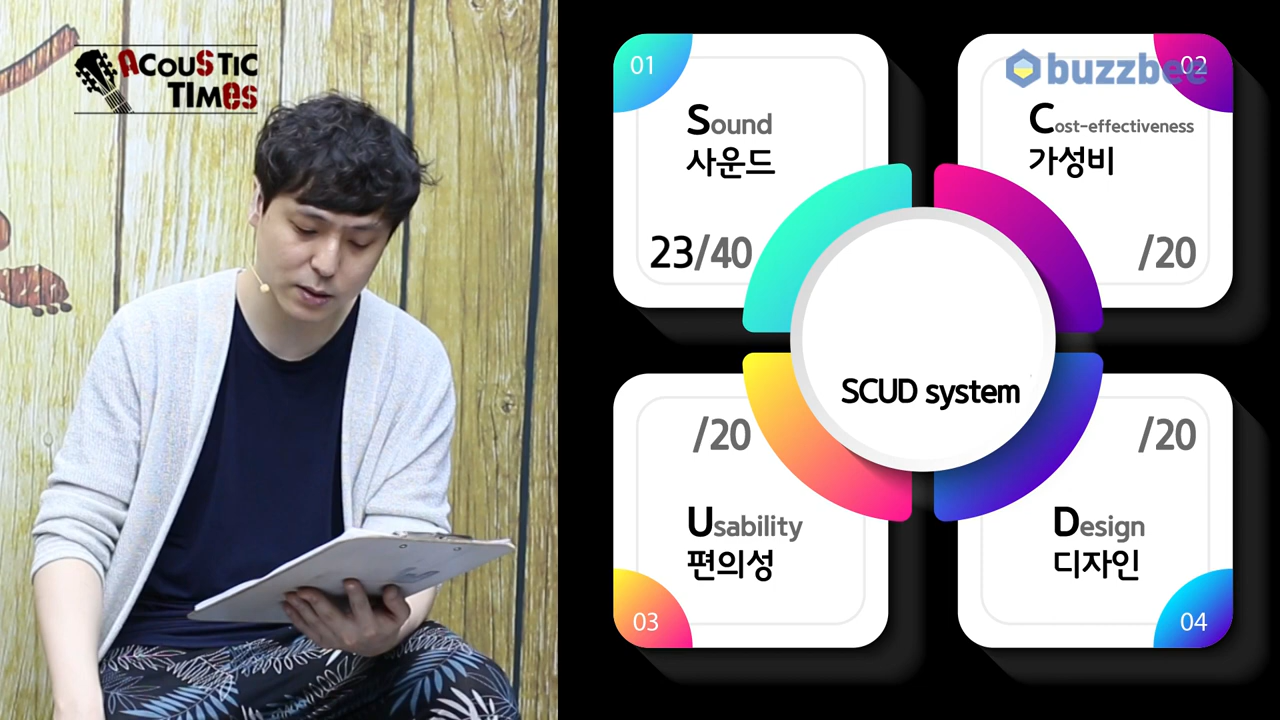 ACOUSTIC
TIMES
01
Sound
사운드
23/40
buzzbee
02
Cost-effectiveness
가성비
/20
SCUD system
/20
Usability
편의성
03
/20
Design
디자인
04